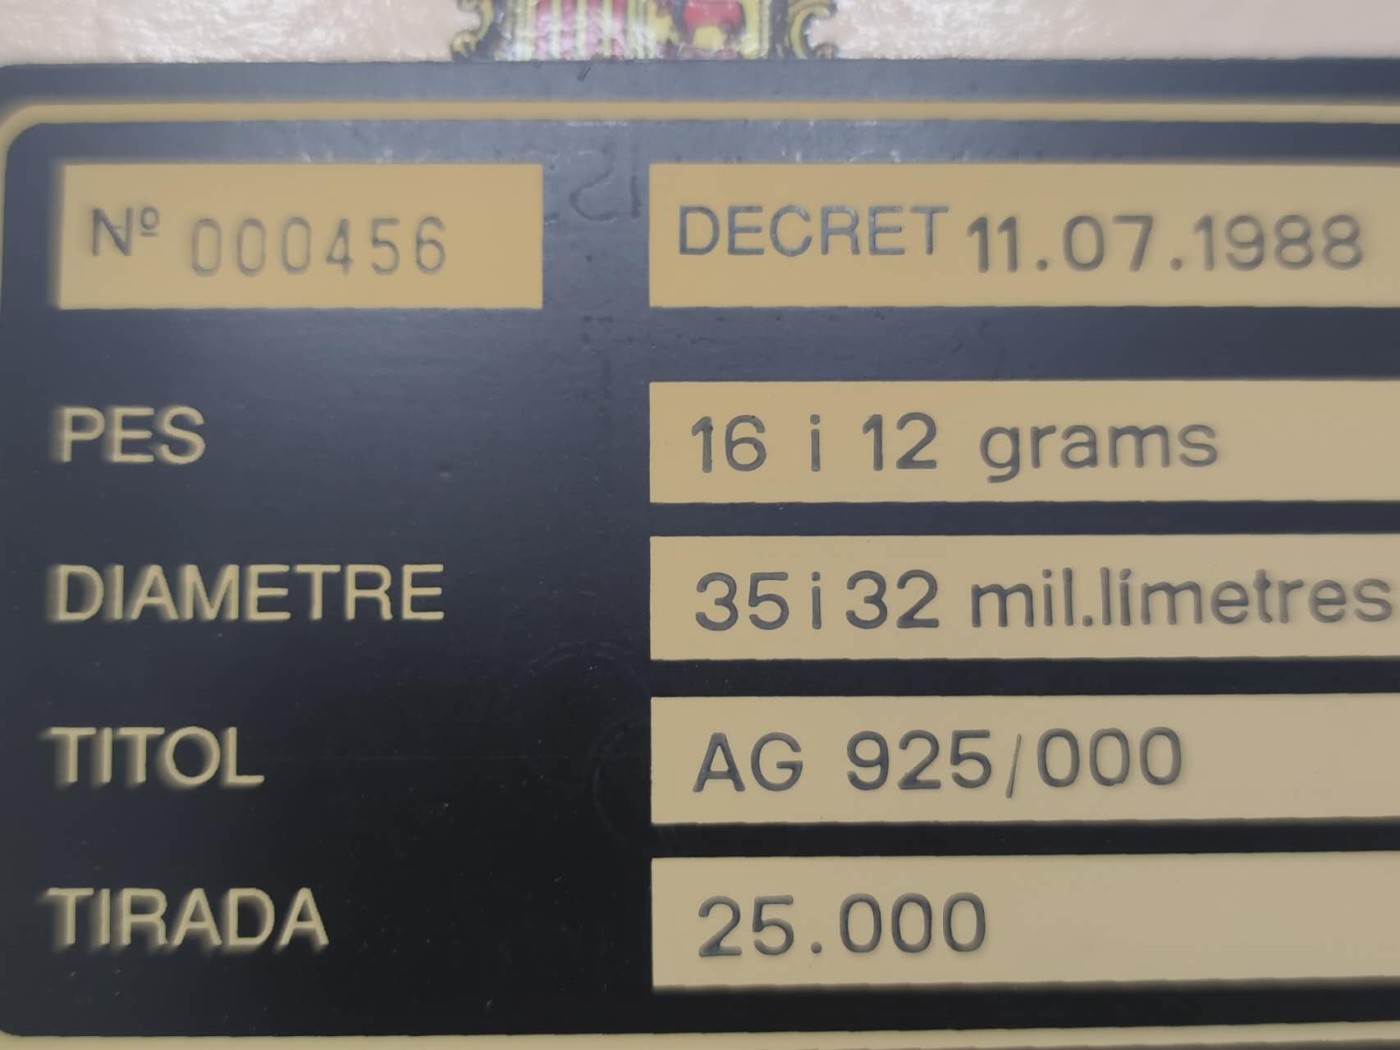 Nº 000456
DECRET 11.07.1988
PES 16 i 12 grams
DIAMETRE 35 i 32 mil.límetres
TITOL AG 925/000
TIRADA 25.000